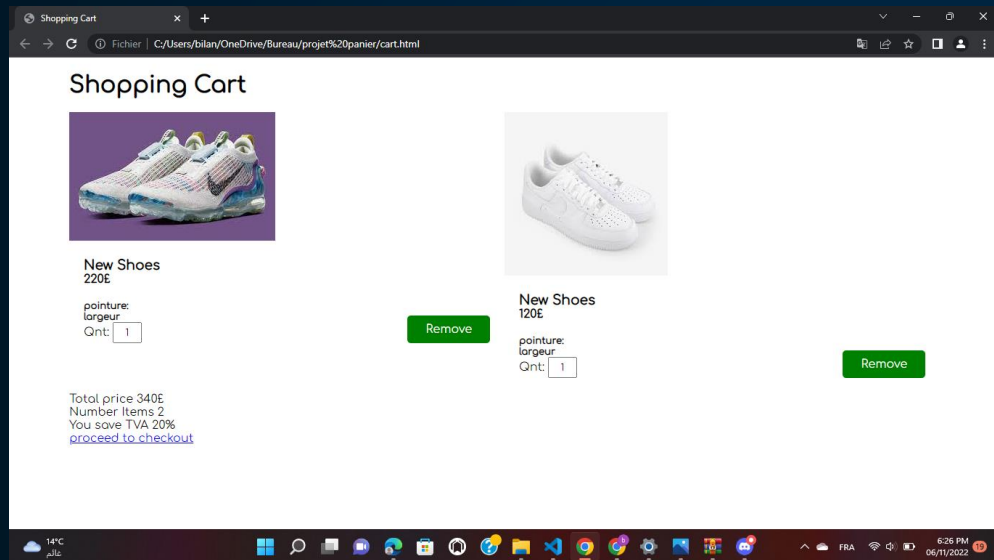 Shopping Cart
Fichier C:/Users/bilan/OneDrive/Bureau/projet%20panier/cart.html
Shopping Cart
New Shoes
220£
pointure:
largeur
Qnt: 1
Remove
New Shoes
120£
pointure:
largeur
Qnt: 1
Remove
Total price 340£
Number Items 2
You save TVA 20%
proceed to checkout
14°C
غائم
FRA
6:26 PM
06/11/2022
19